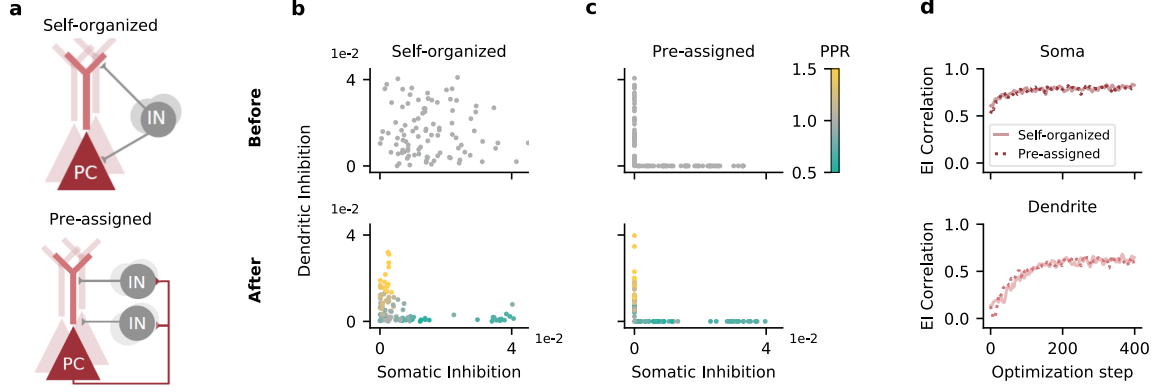 a
Self-organized
IN
PC
Pre-assigned
IN
IN
PC
Before
After
b
Self-organized
1e-2
4
0
1e-2
4
0
0
4
1e-2
Dendritic Inhibition
Somatic Inhibition
c
Pre-assigned
PPR
1.5
1.0
0.5
0
4
1e-2
Somatic Inhibition
d
Soma
1.0
0.5
0.0
EI Correlation
Self-organized
Pre-assigned
Dendrite
1.0
0.5
0.0
EI Correlation
0
200
400
Optimization step